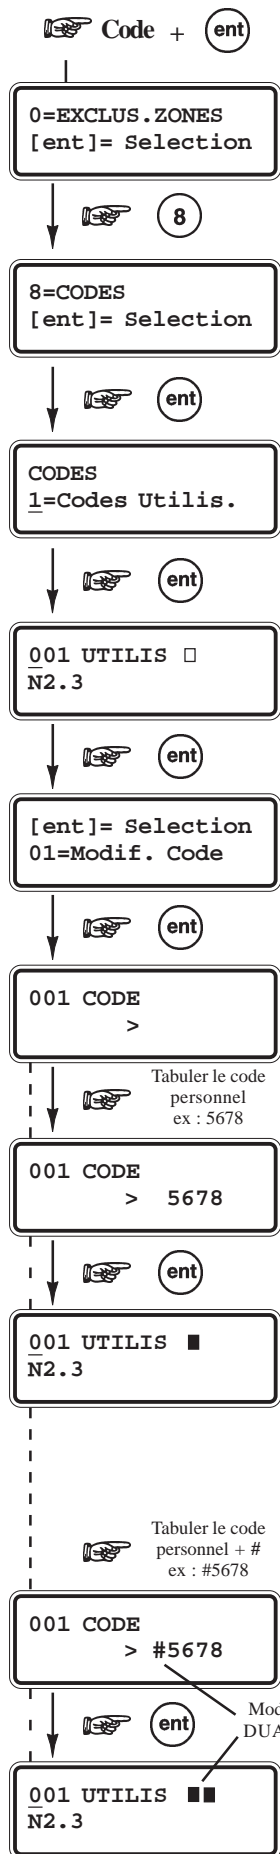 Code + ent
0=EXCLUS.ZONES
[ent]= Selection
8
8=CODES
[ent]= Selection
ent
CODES
1=Codes Utilis.
ent
001 UTILIS □
N2.3
ent
[ent]= Selection
01=Modif. Code
ent
001 CODE
>
Tabuler le code
personnel
ex : 5678
001 CODE
> 5678
ent
001 UTILIS ■
N2.3
Tabuler le code
personnel + #
ex : #5678
001 CODE
> #5678
ent
001 UTILIS ■■
N2.3